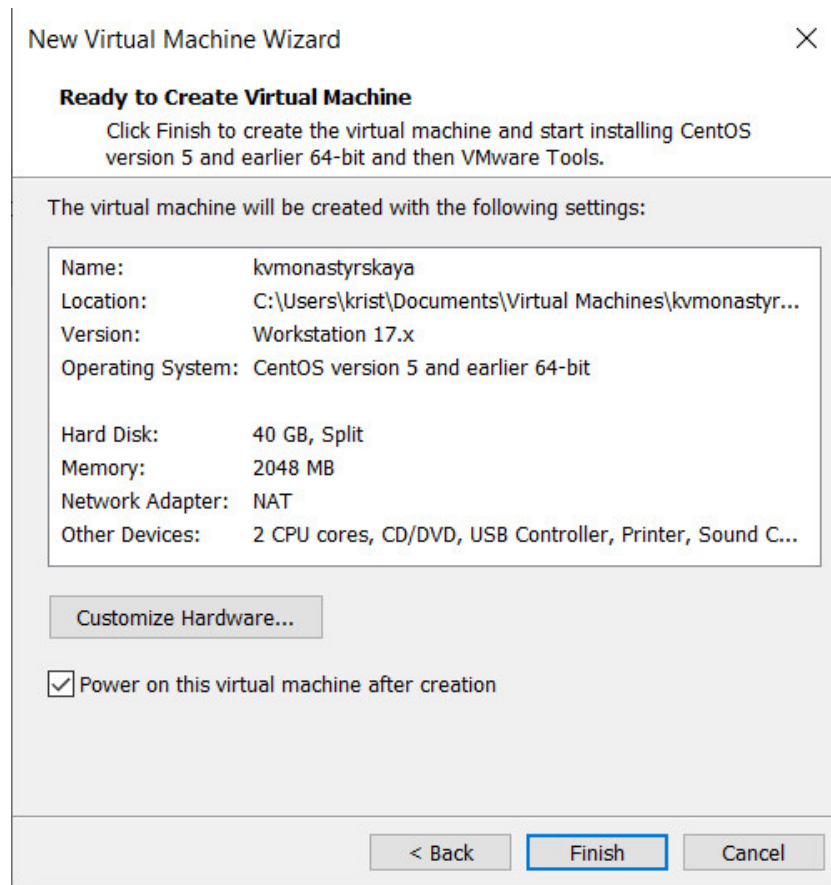 New Virtual Machine Wizard
Ready to Create Virtual Machine
Click Finish to create the virtual machine and start installing CentOS
version 5 and earlier 64-bit and then VMware Tools.
The virtual machine will be created with the following settings:
Name: kvmonastyrskaya
Location: C:\Users\krist\Documents\Virtual Machines\kvmonastyr...
Version: Workstation 17.x
Operating System: CentOS version 5 and earlier 64-bit
Hard Disk: 40 GB, Split
Memory: 2048 MB
Network Adapter: NAT
Other Devices: 2 CPU cores, CD/DVD, USB Controller, Printer, Sound C...
Customize Hardware...
Power on this virtual machine after creation
< Back Finish Cancel